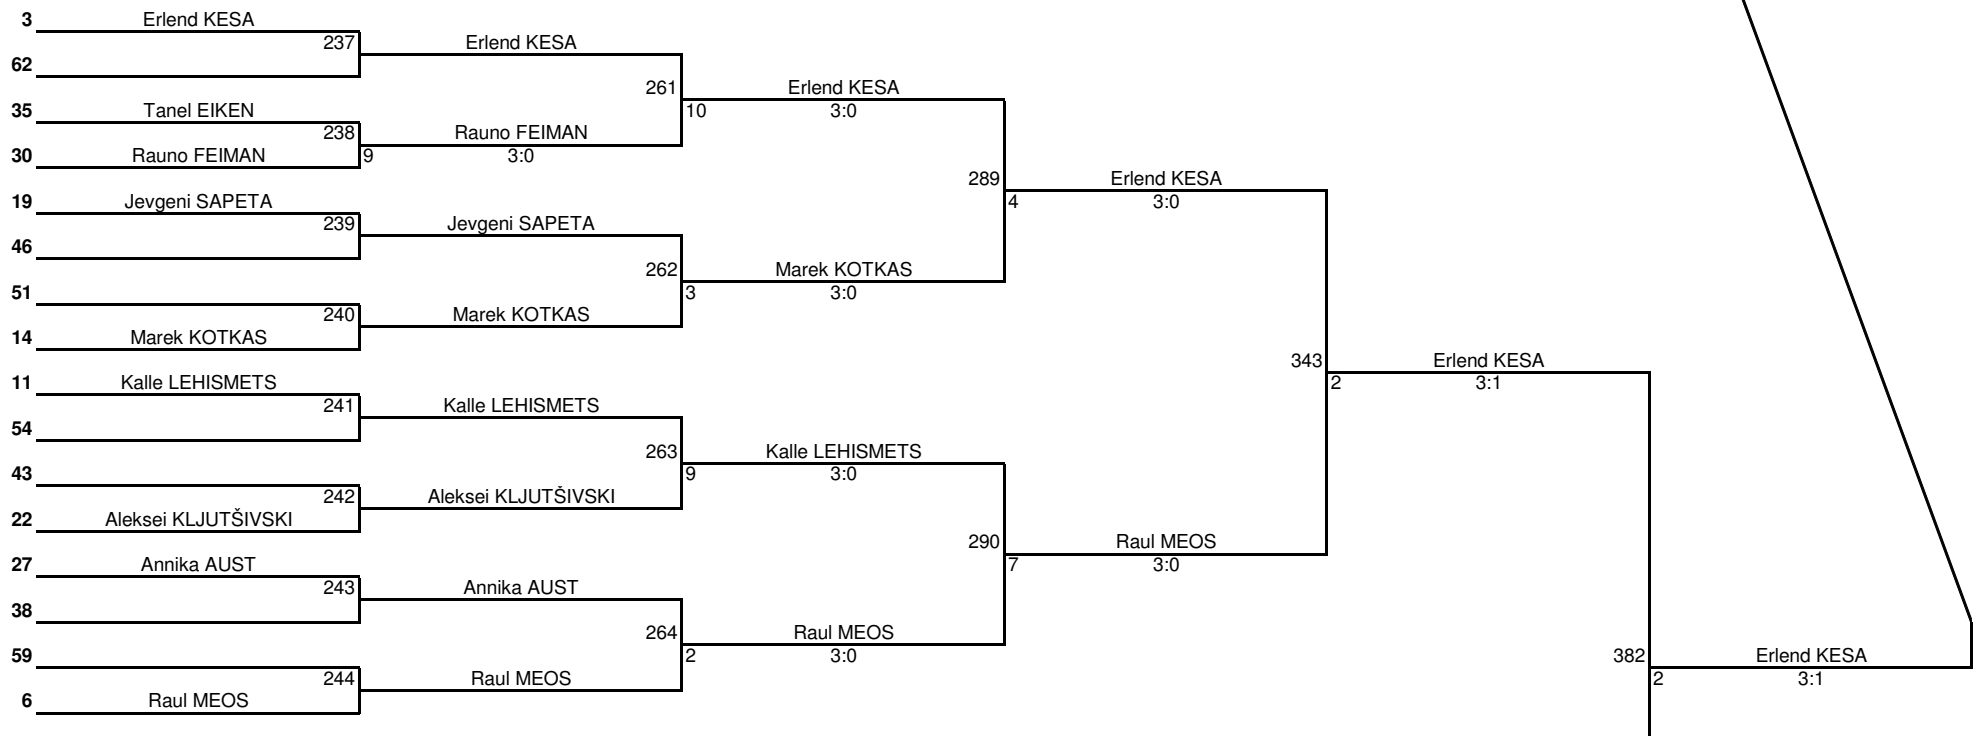 3 Erlend KESA
237 Erlend KESA
62
261 Erlend KESA
35 Tanel EIKEN 10 3:0
238 Rauno FEIMAN
30 Rauno FEIMAN 9 3:0
289 Erlend KESA
19 Jevgeni SAPETA 4 3:0
239 Jevgeni SAPETA
46
262 Marek KOTKAS
51 3 3:0
240 Marek KOTKAS
14 Marek KOTKAS
343 Erlend KESA
11 Kalle LEHISMETS 2 3:1
241 Kalle LEHISMETS
54
263 Kalle LEHISMETS
43 9 3:0
242 Aleksei KLJUTŠIVSKI
22 Aleksei KLJUTŠIVSKI
290 Raul MEOS
27 Annika AUST 7 3:0
243 Annika AUST
38
264 Raul MEOS
59 2 3:0 382 Erlend KESA
244 Raul MEOS 2 3:1
6 Raul MEOS